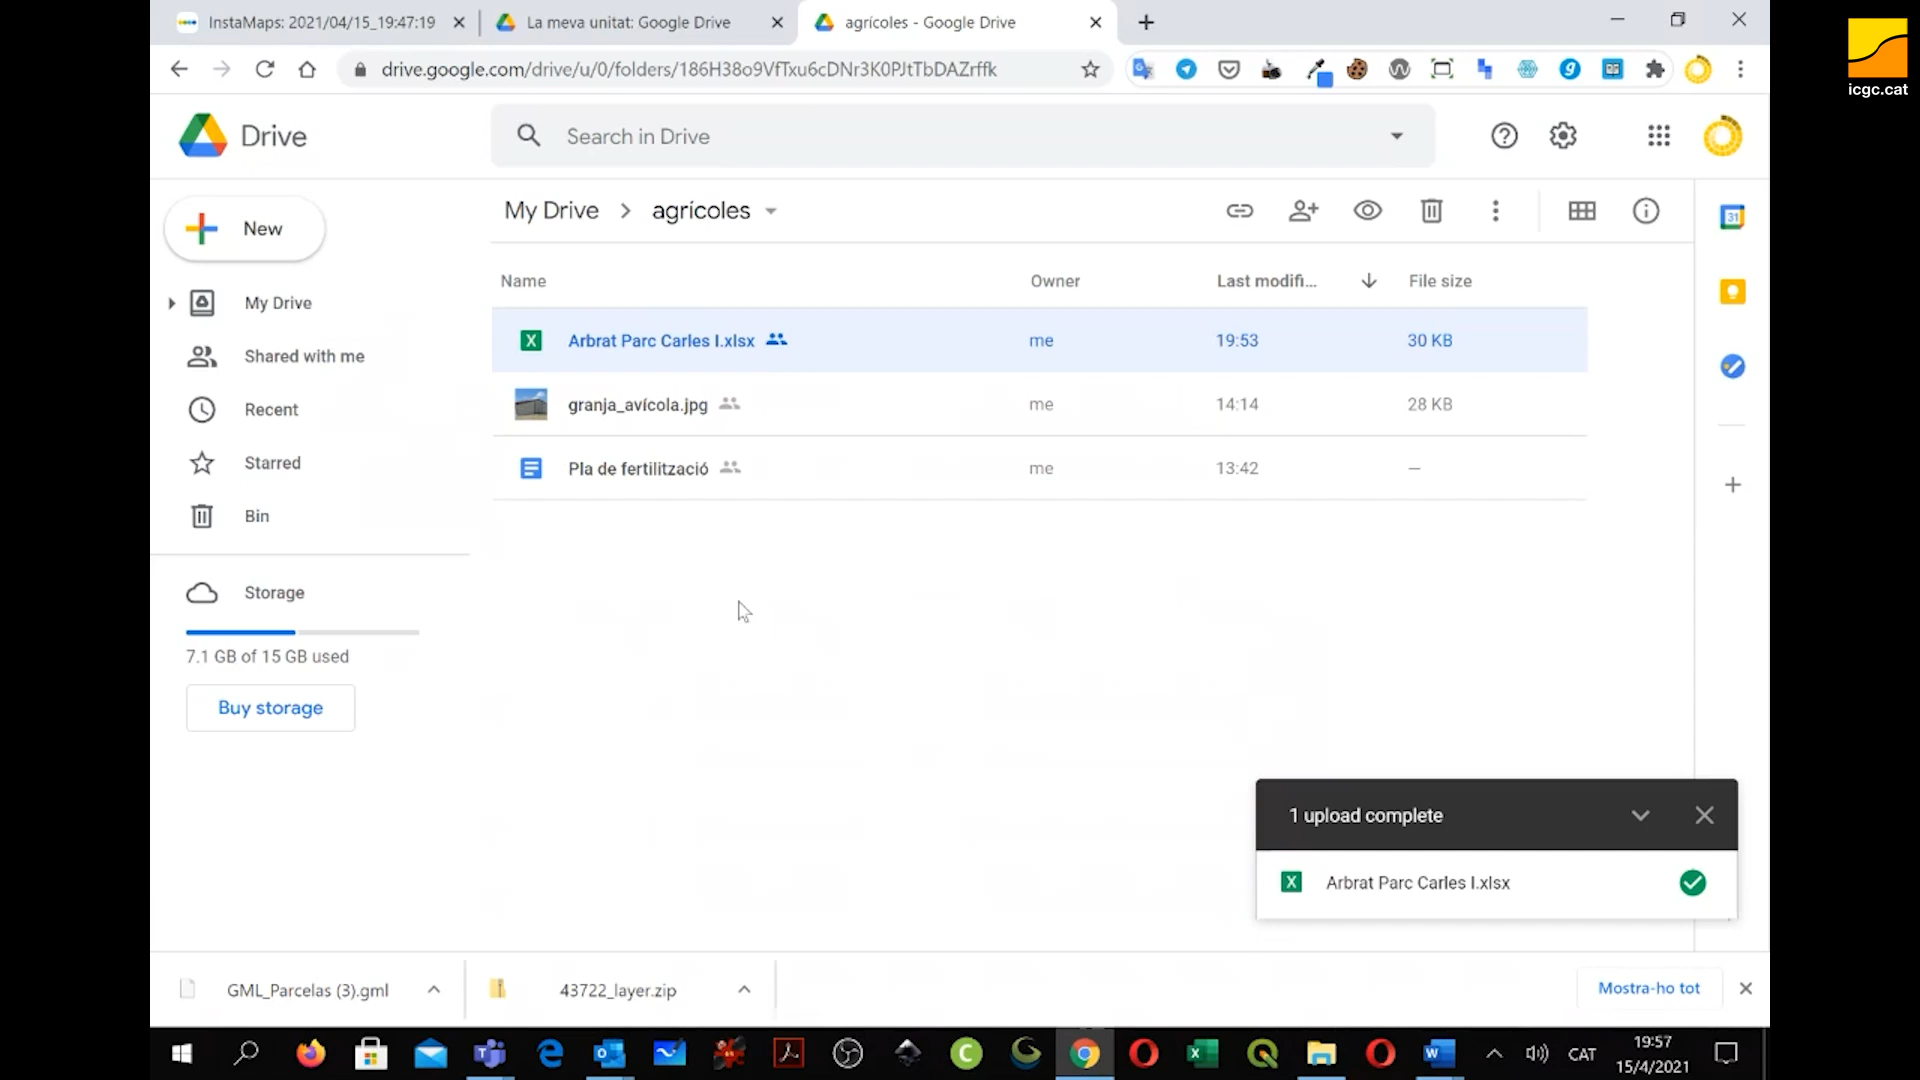 InstaMaps: 2021/04/15_19:47:19
La meva unitat: Google Drive
agrícoles - Google Drive
icgc.cat
drive.google.com/drive/u/0/folders/186H38o9VfTxu6cDNr3K0PJtTbDAZrffk
Drive
Search in Drive
New
My Drive
agrícoles
31
Name
Owner
Last modifi...
File size
My Drive
Arbrat Parc Carles I.xlsx
me
19:53
30 KB
Shared with me
granja_avícola.jpg
me
14:14
28 KB
Recent
Starred
Pla de fertilització
me
13:42
–
Bin
Storage
7.1 GB of 15 GB used
Buy storage
1 upload complete
Arbrat Parc Carles I.xlsx
GML_Parcelas (3).gml
43722_layer.zip
Mostra-ho tot
CAT
19:57
15/4/2021